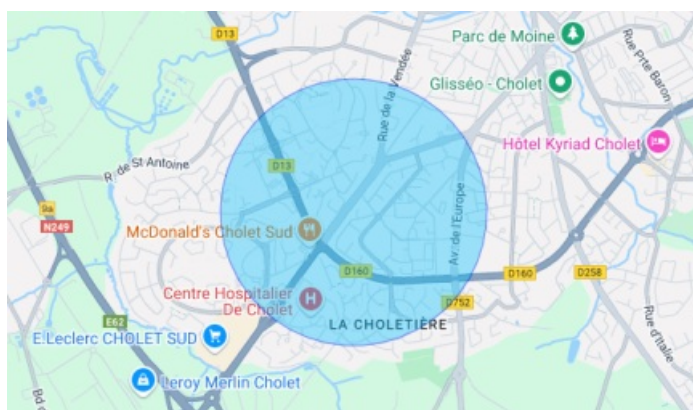 D13
Parc de Moine
Rue Prte Baron
Glisséo - Cholet
Rue de la Vendée
Hôtel Kyriad Cholet
D13
R. de St Antoine
9a
N249
McDonald's Cholet Sud
Av. de l'Europe
D160
D160
D258
Centre Hospitalier
De Cholet
D752
E62
LA CHOLETIÈRE
E.Leclerc CHOLET SUD
Rue d'Italie
Leroy Merlin Cholet
Bd